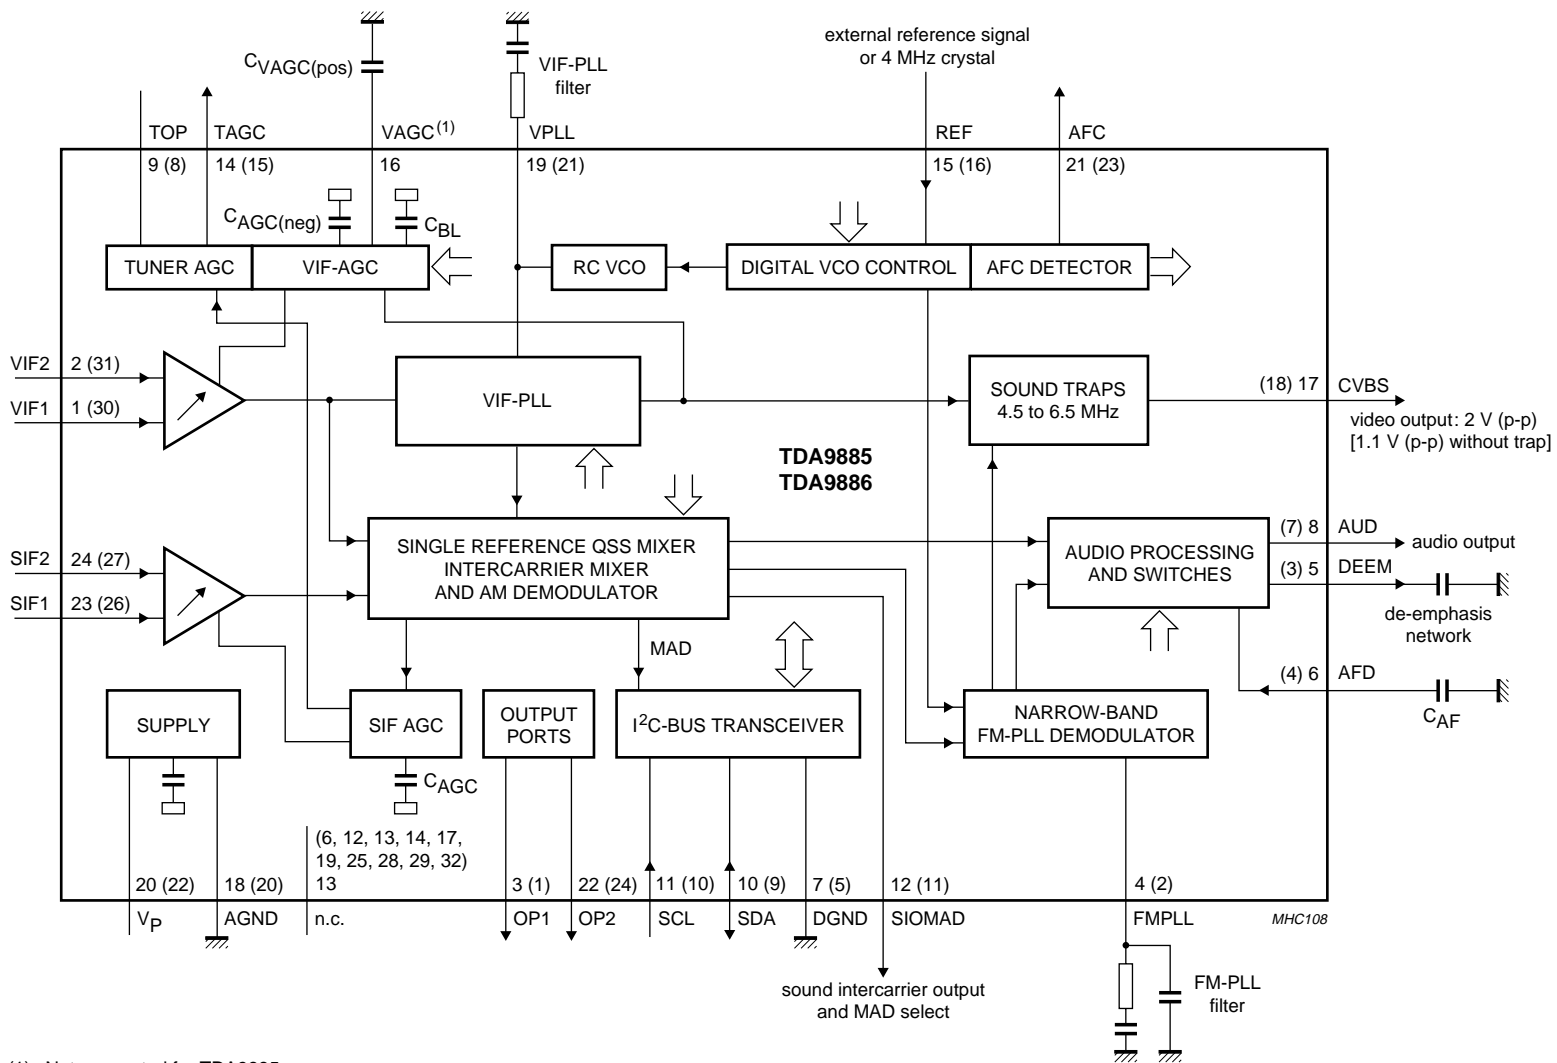 external reference signal
or 4 MHz crystal
CVAGC(pos)
VIF-PLL
filter
TOP
TAGC
VAGC(1)
VPLL
REF
AFC
9 (8)
14 (15)
16
19 (21)
15 (16)
21 (23)
CAGC(neg)
CBL
TUNER AGC
VIF-AGC
RC VCO
DIGITAL VCO CONTROL
AFC DETECTOR
VIF2
2 (31)
VIF1
1 (30)
VIF-PLL
SOUND TRAPS
4.5 to 6.5 MHz
(18) 17
CVBS
video output: 2 V (p-p)
[1.1 V (p-p) without trap]
TDA9885
TDA9886
SIF2
24 (27)
SIF1
23 (26)
SINGLE REFERENCE QSS MIXER
INTERCARRIER MIXER
AND AM DEMODULATOR
AUDIO PROCESSING
AND SWITCHES
(7) 8
AUD
audio output
(3) 5
DEEM
de-emphasis
network
MAD
(4) 6
AFD
CAF
SUPPLY
SIF AGC
OUTPUT
PORTS
I2C-BUS TRANSCEIVER
NARROW-BAND
FM-PLL DEMODULATOR
CAGC
(6, 12, 13, 14, 17,
19, 25, 28, 29, 32)
13
20 (22)
18 (20)
3 (1)
22 (24)
11 (10)
10 (9)
7 (5)
12 (11)
4 (2)
VP
AGND
n.c.
OP1
OP2
SCL
SDA
DGND
SIOMAD
FMPLL
MHC108
sound intercarrier output
and MAD select
FM-PLL
filter